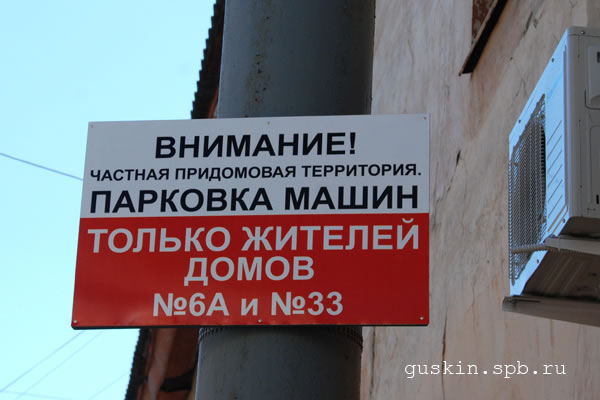 ВНИМАНИЕ!
ЧАСТНАЯ ПРИДОМОВАЯ ТЕРРИТОРИЯ.
ПАРКОВКА МАШИН
ТОЛЬКО ЖИТЕЛЕЙ
ДОМОВ
№6А и №33
guskin.spb.ru